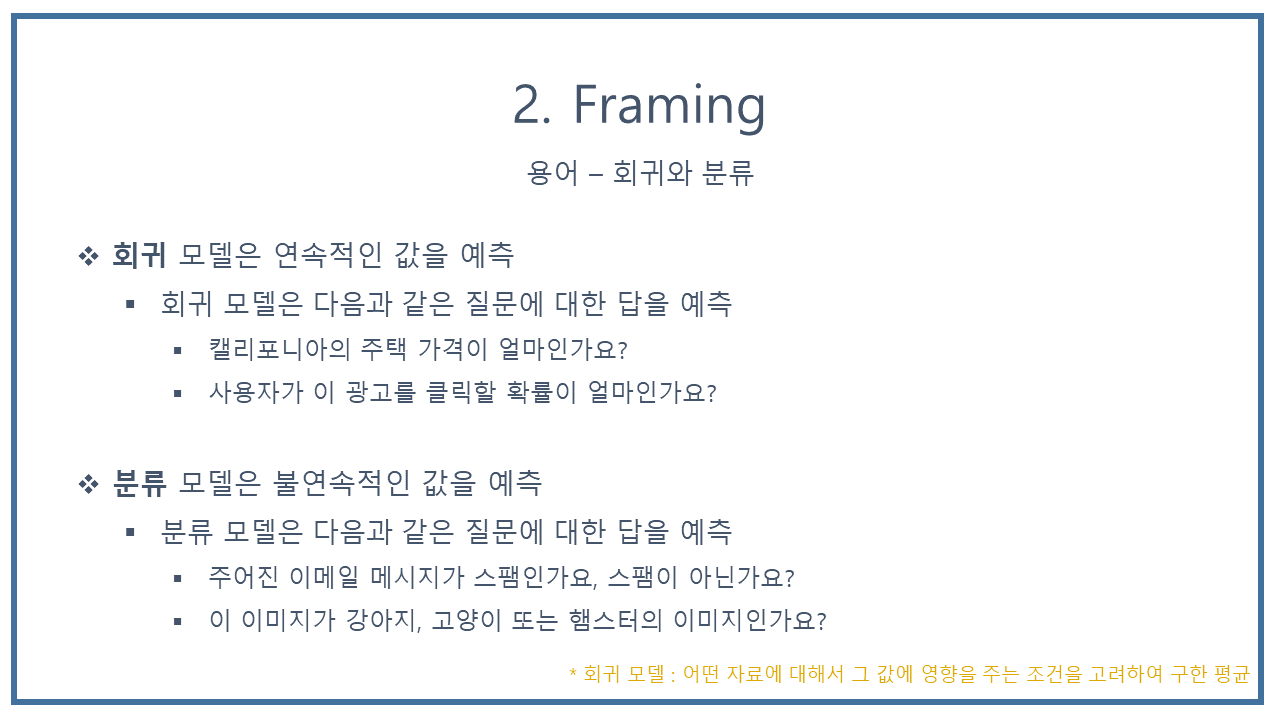 2. Framing
용어 – 회귀와 분류
❖ 회귀 모델은 연속적인 값을 예측
▪ 회귀 모델은 다음과 같은 질문에 대한 답을 예측
▪ 캘리포니아의 주택 가격이 얼마인가요?
▪ 사용자가 이 광고를 클릭할 확률이 얼마인가요?
❖ 분류 모델은 불연속적인 값을 예측
▪ 분류 모델은 다음과 같은 질문에 대한 답을 예측
▪ 주어진 이메일 메시지가 스팸인가요, 스팸이 아닌가요?
▪ 이 이미지가 강아지, 고양이 또는 햄스터의 이미지인가요?
* 회귀 모델 : 어떤 자료에 대해서 그 값에 영향을 주는 조건을 고려하여 구한 평균